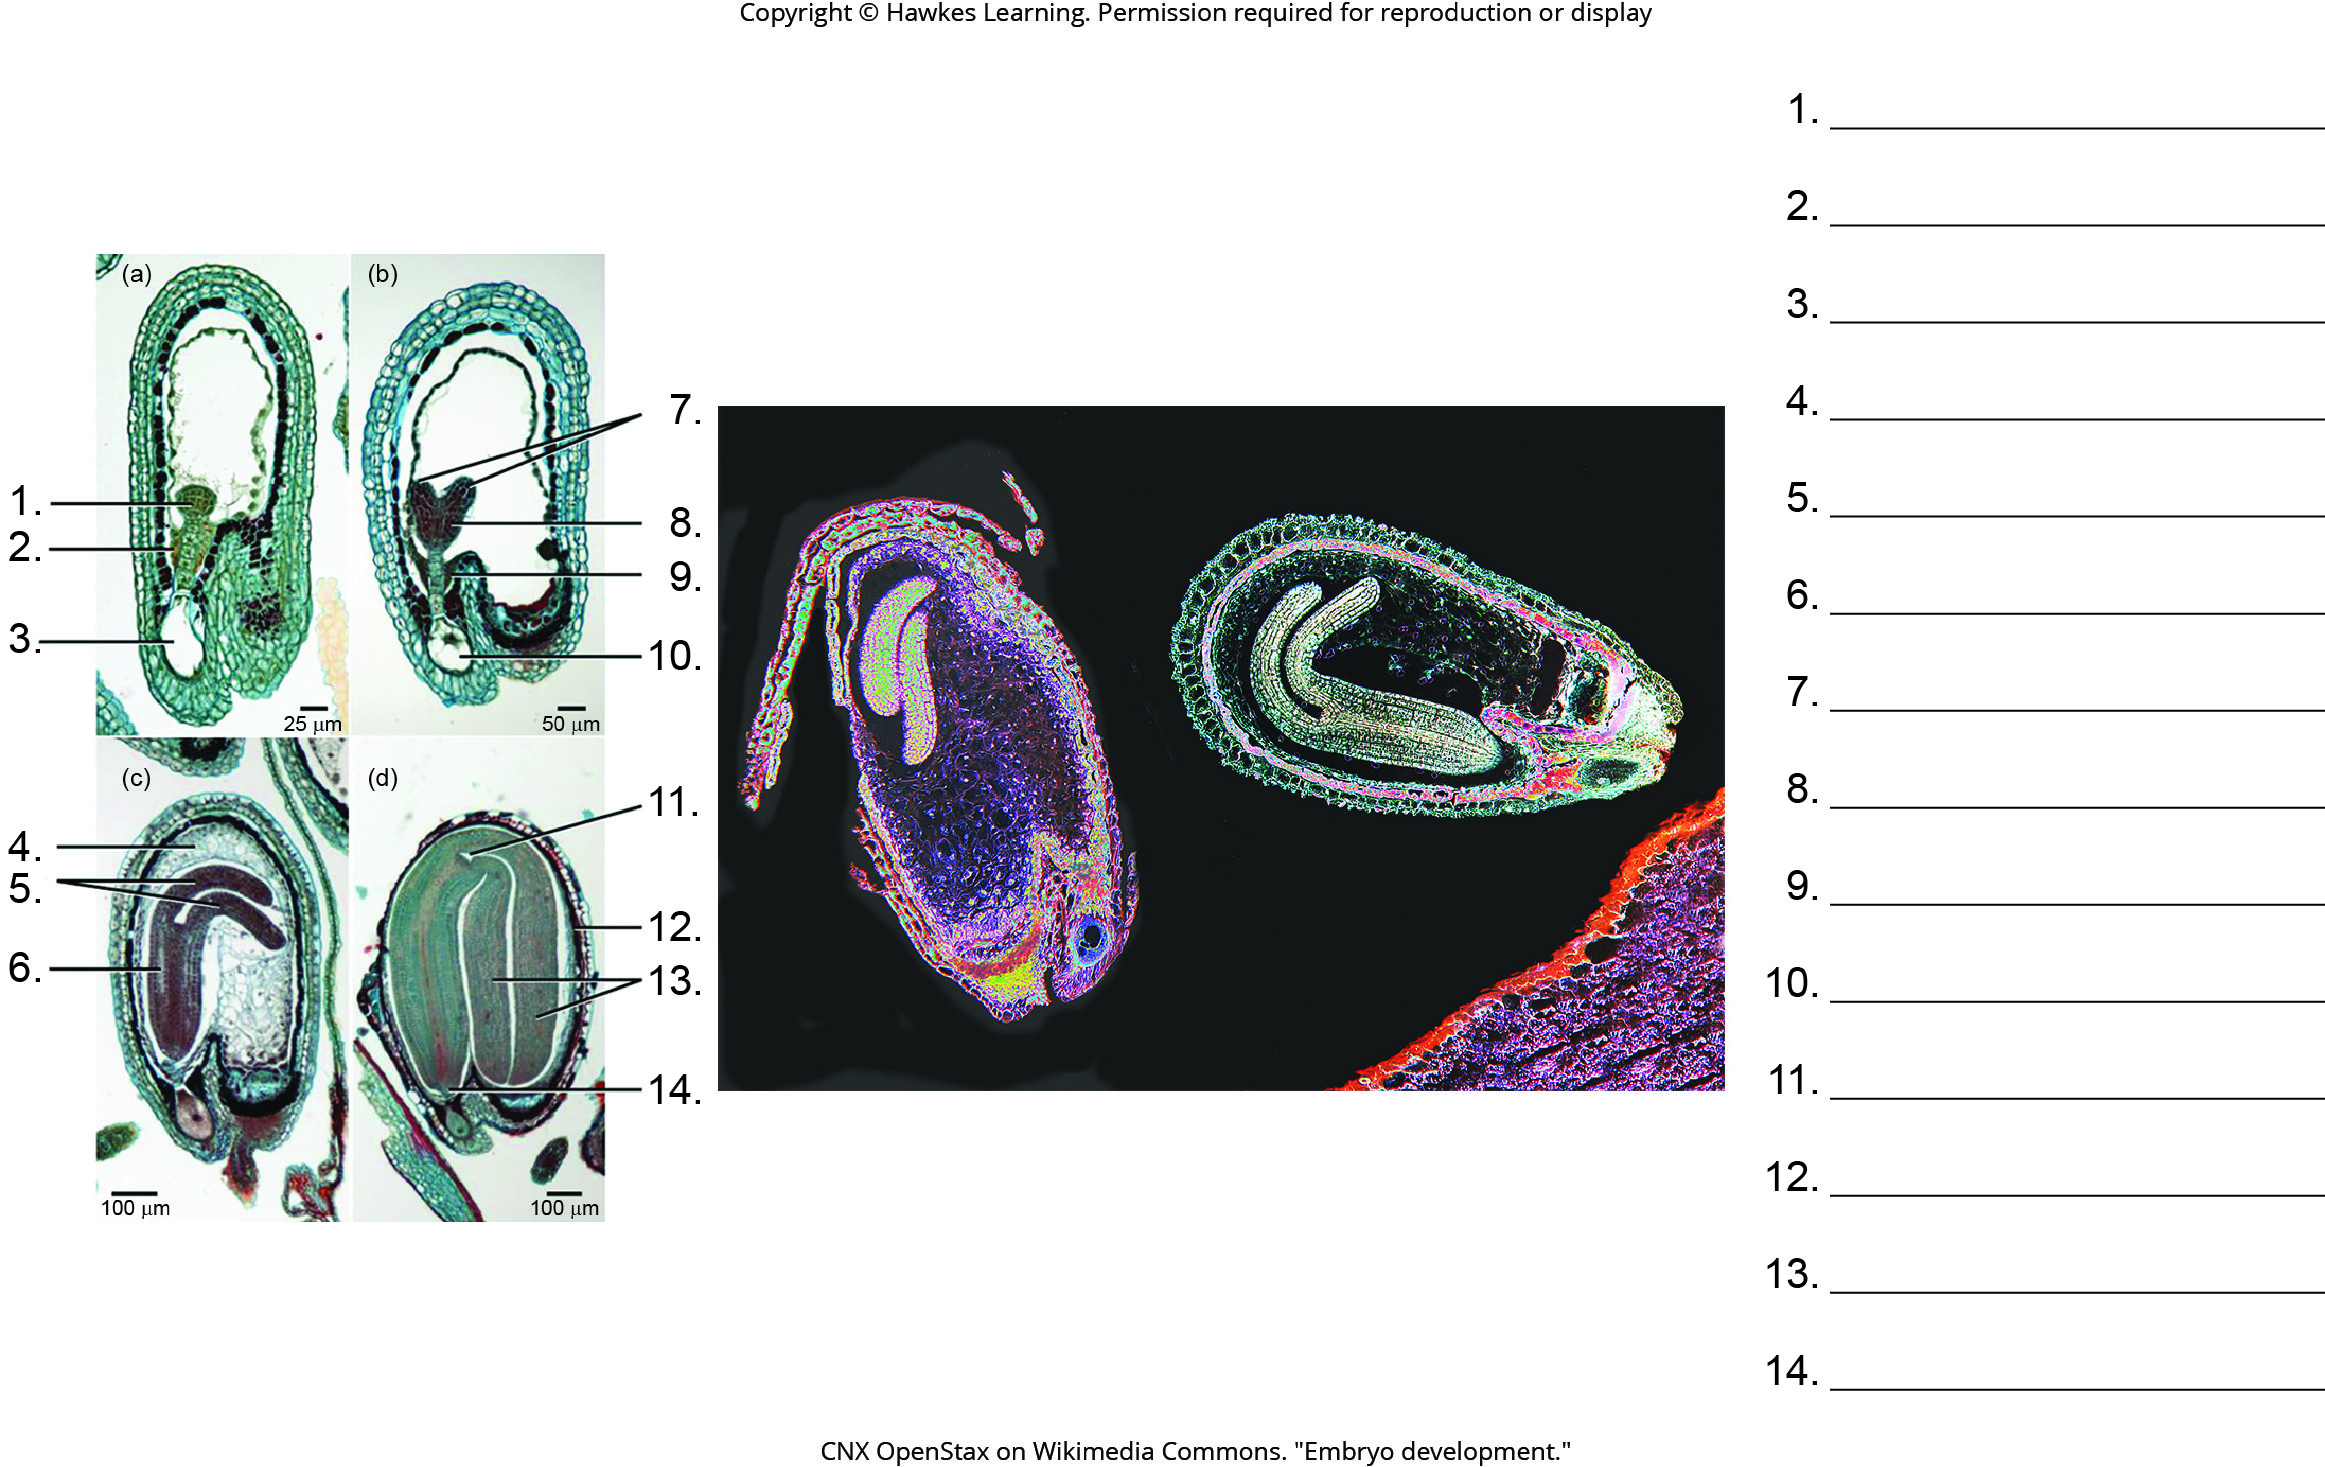 Copyright © Hawkes Learning. Permission required for reproduction or display
(a)
(b)
1.
2.
3.
7.
8.
9.
10.
25 μm
50 μm
(c)
(d)
4.
5.
6.
11.
12.
13.
14.
100 μm
100 μm
1.
2.
3.
4.
5.
6.
7.
8.
9.
10.
11.
12.
13.
14.
CNX OpenStax on Wikimedia Commons. "Embryo development."